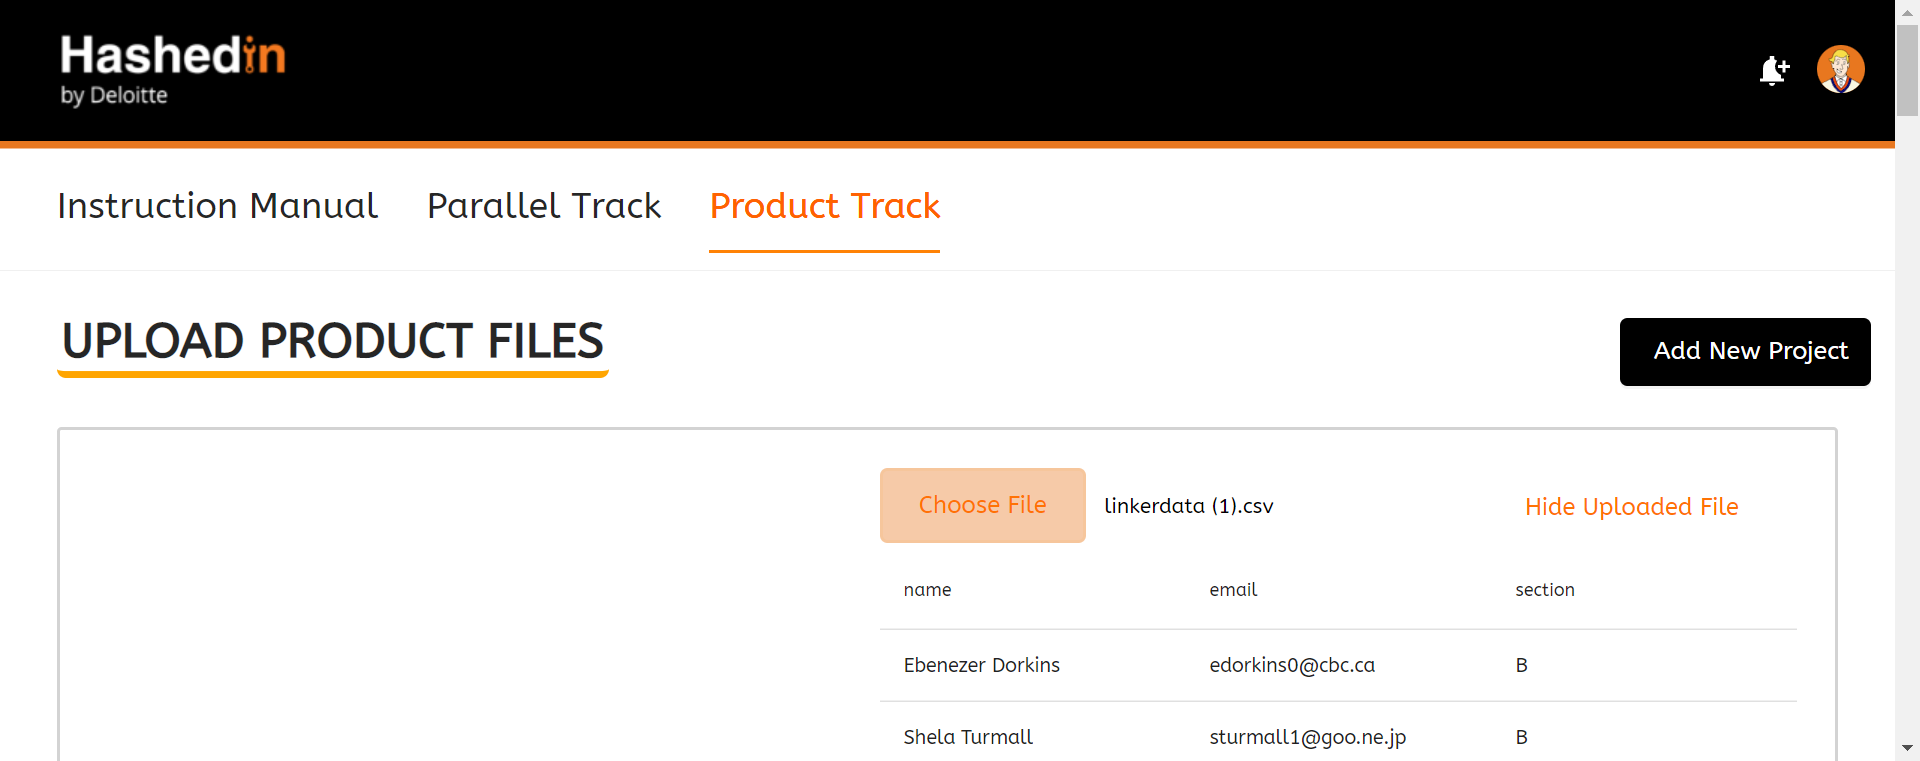 Hashedin
by Deloitte
Instruction Manual Parallel Track Product Track
UPLOAD PRODUCT FILES
Add New Project
Choose File linkerdata (1).csv Hide Uploaded File
name email section
Ebenezer Dorkins edorkins0@cbc.ca B
Shela Turmall sturmall1@goo.ne.jp B